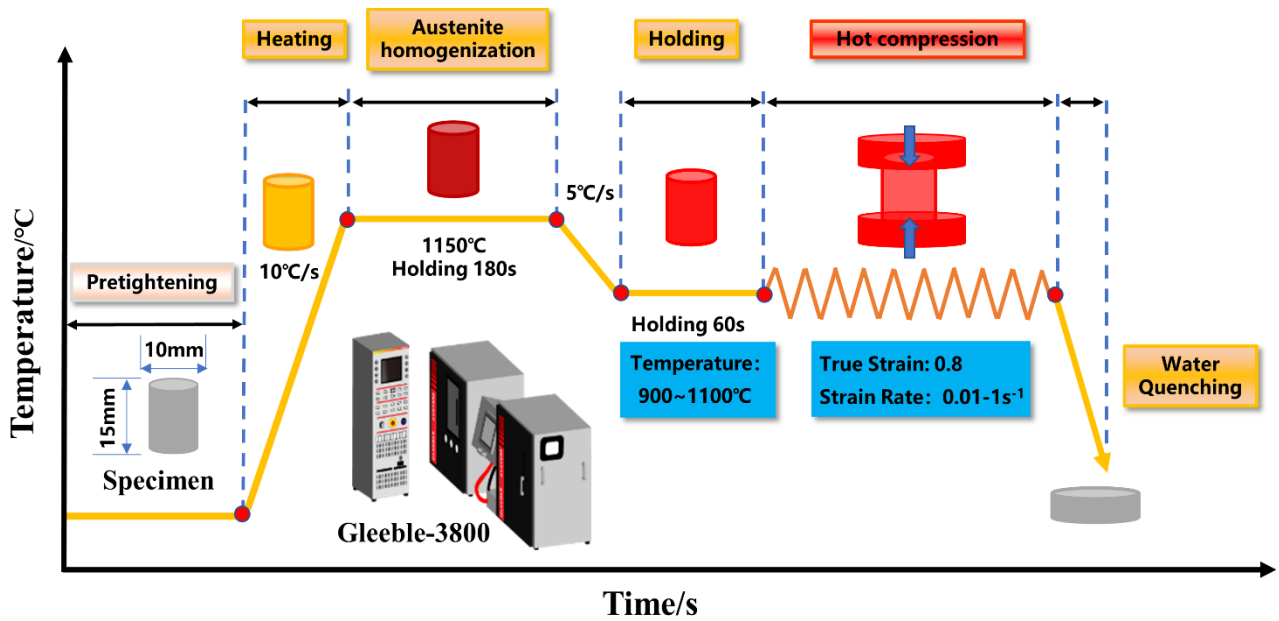 Heating
Austenite
homogenization
Holding
Hot compression
5℃/s
10℃/s
1150℃
Holding 180s
Pretightening
10mm
15mm
Specimen
Gleeble-3800
Holding 60s
Temperature:
900~1100℃
True Strain: 0.8
Strain Rate: 0.01-1s⁻¹
Water
Quenching
Temperature/℃
Time/s